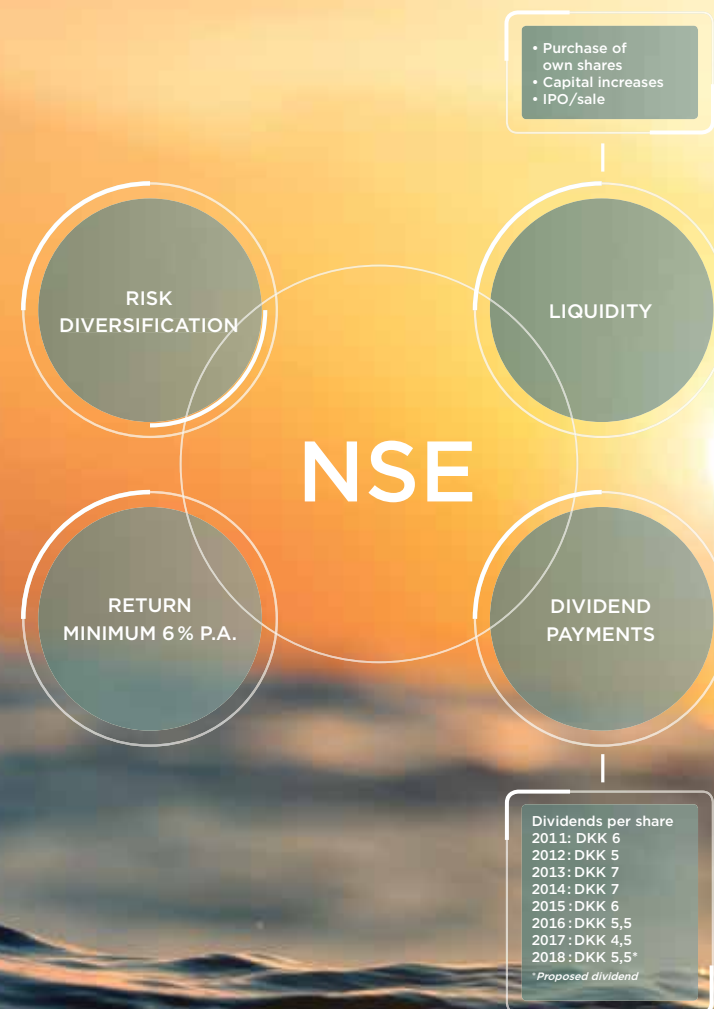 • Purchase of
own shares
• Capital increases
• IPO/sale
RISK
DIVERSIFICATION
LIQUIDITY
NSE
RETURN
MINIMUM 6% P.A.
DIVIDEND
PAYMENTS
Dividends per share
2011: DKK 6
2012: DKK 5
2013: DKK 7
2014: DKK 7
2015: DKK 6
2016: DKK 5,5
2017: DKK 4,5
2018: DKK 5,5*
*Proposed dividend